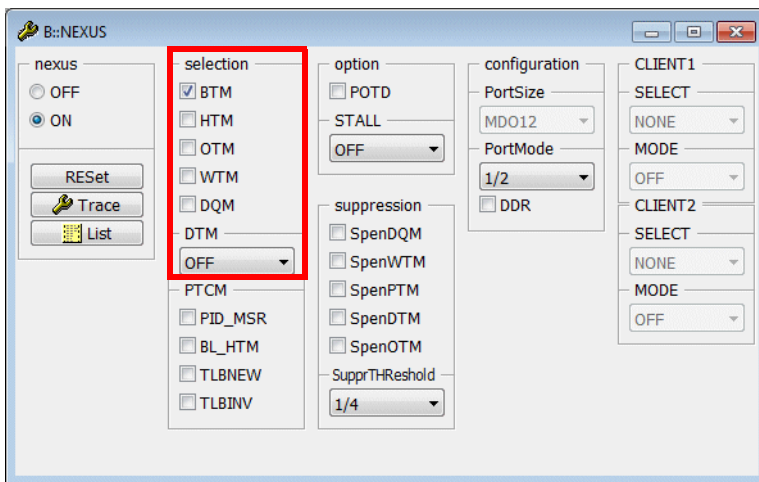 B::NEXUS
nexus
OFF
ON
RESet
Trace
List
selection
BTM
HTM
OTM
WTM
DQM
DTM
OFF
PTCM
PID_MSR
BL_HTM
TLBNEW
TLBINV
option
POTD
STALL
OFF
suppression
SpenDQM
SpenWTM
SpenPTM
SpenDTM
SpenOTM
SupprTHReshold
1/4
configuration
PortSize
MDO12
PortMode
1/2
DDR
CLIENT1
SELECT
NONE
MODE
OFF
CLIENT2
SELECT
NONE
MODE
OFF